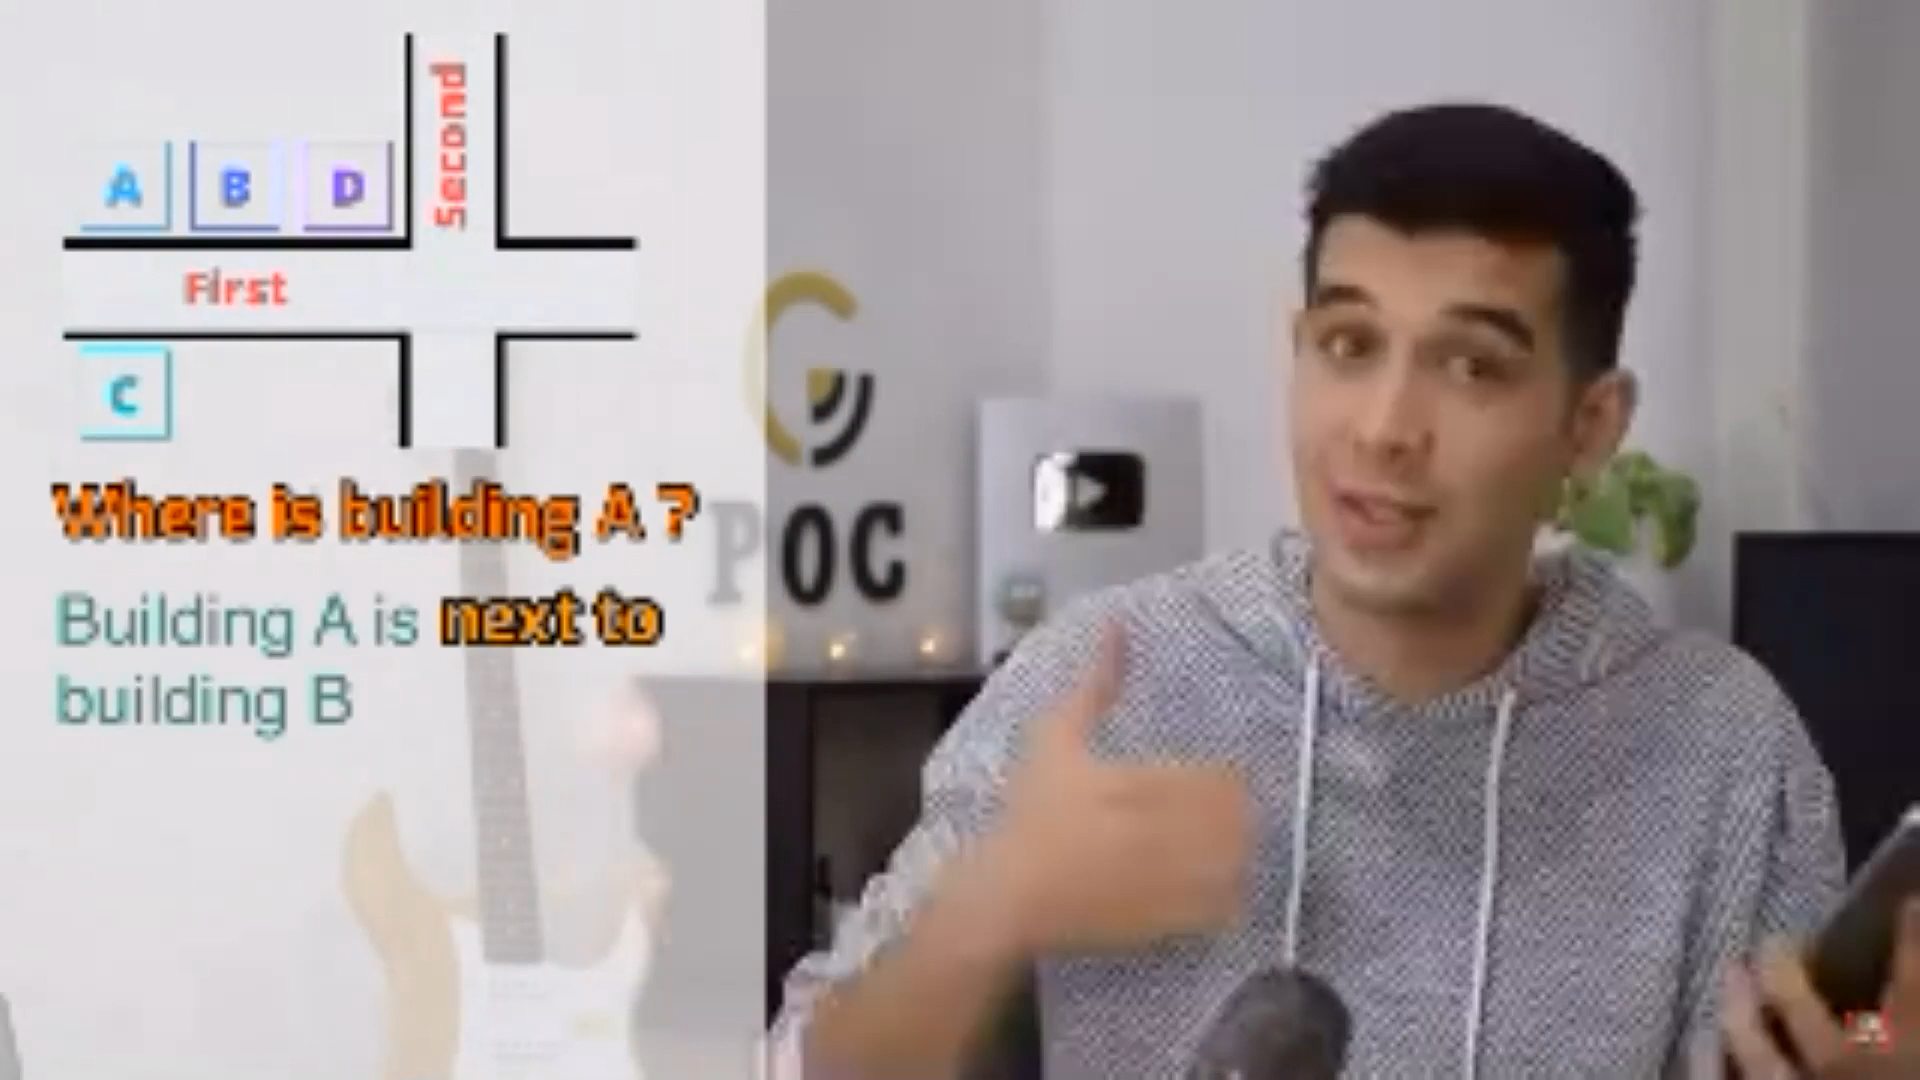 Second
A B D
First
C
Where is building A ?
Building A is next to
building B
POC